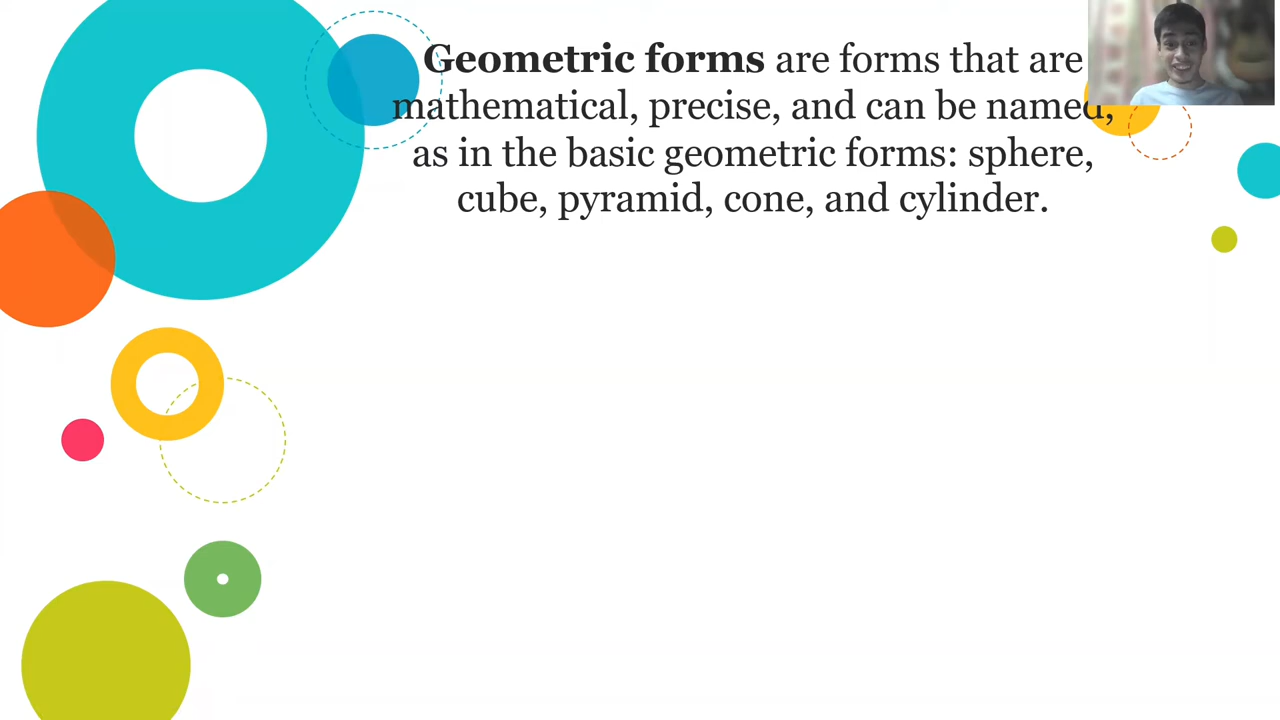 Geometric forms are forms that are
mathematical, precise, and can be named,
as in the basic geometric forms: sphere,
cube, pyramid, cone, and cylinder.